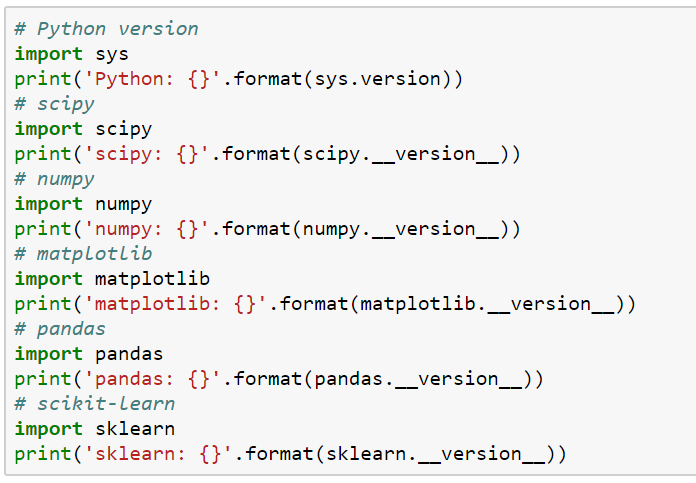 # Python version
import sys
print('Python: {}'.format(sys.version))
# scipy
import scipy
print('scipy: {}'.format(scipy.__version__))
# numpy
import numpy
print('numpy: {}'.format(numpy.__version__))
# matplotlib
import matplotlib
print('matplotlib: {}'.format(matplotlib.__version__))
# pandas
import pandas
print('pandas: {}'.format(pandas.__version__))
# scikit-learn
import sklearn
print('sklearn: {}'.format(sklearn.__version__))